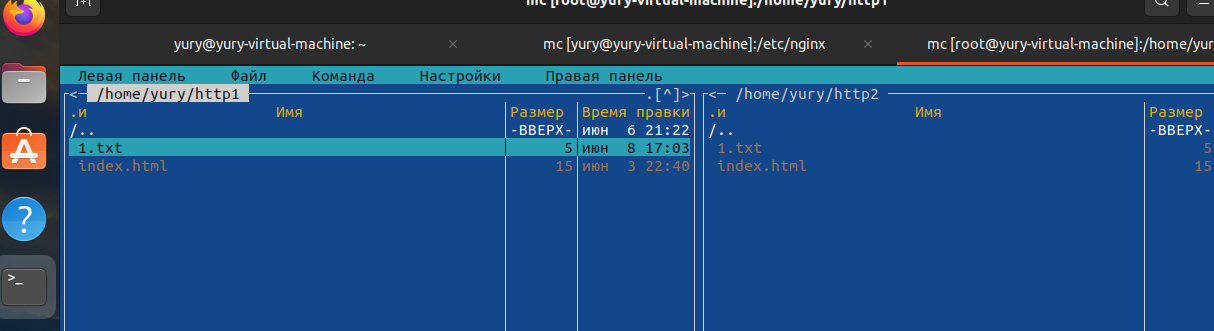 mc [root@yury-virtual-machine]:/home/yury/http1
yury@yury-virtual-machine: ~ × mc [yury@yury-virtual-machine]:/etc/nginx × mc [root@yury-virtual-machine]:/home/yur
Левая панель Файл Команда Настройки Правая панель
<─ /home/yury/http1 .[^]> <─ /home/yury/http2
.и Имя Размер Время правки .и Имя Размер
/.. -ВВЕРХ- июн 6 21:22 /.. -ВВЕРХ-
1.txt 5 июн 8 17:03 1.txt 5
index.html 15 июн 3 22:40 index.html 15